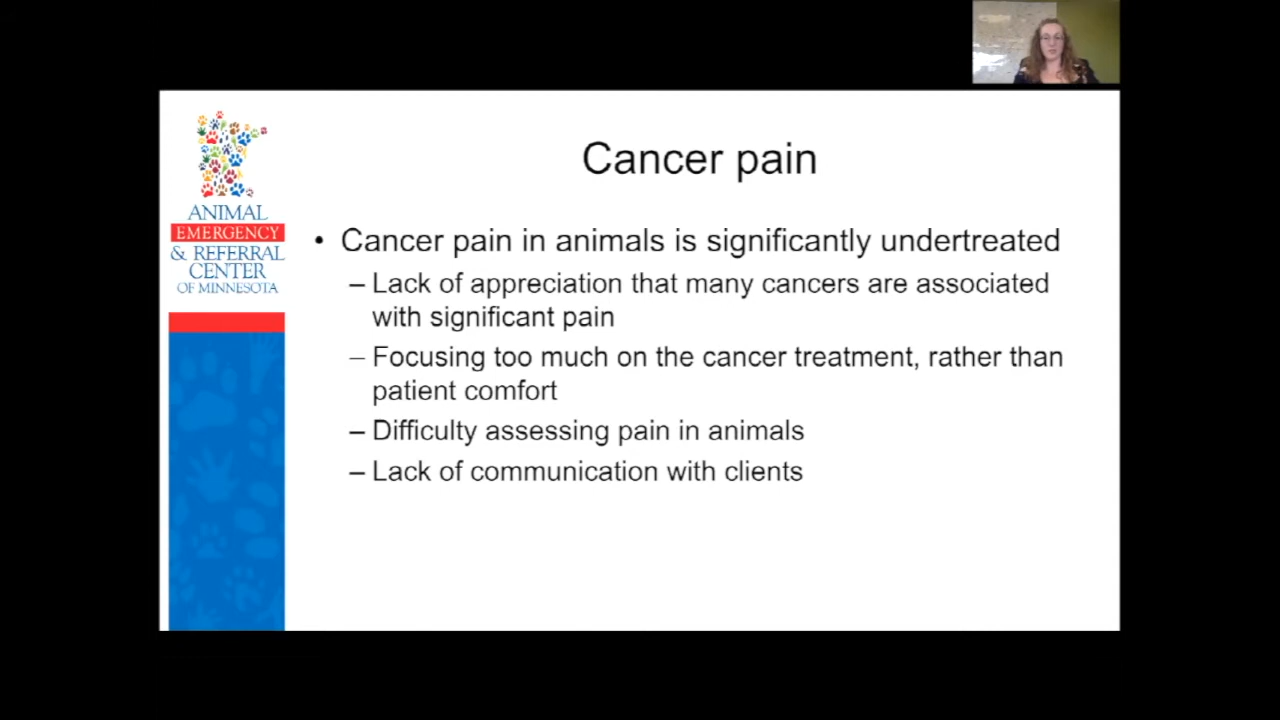 ANIMAL
EMERGENCY
& REFERRAL
CENTER
OF MINNESOTA
Cancer pain
• Cancer pain in animals is significantly undertreated
– Lack of appreciation that many cancers are associated
with significant pain
– Focusing too much on the cancer treatment, rather than
patient comfort
– Difficulty assessing pain in animals
– Lack of communication with clients